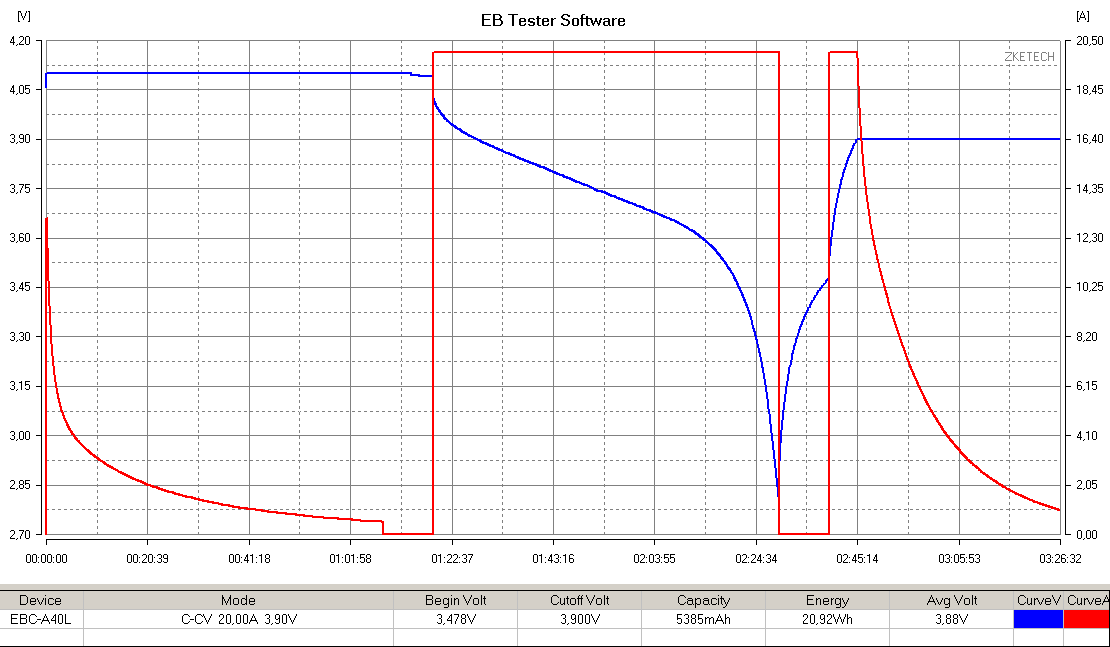 [V] EB Tester Software [A]
ZKETECH
4,20 20,50
4,05 18,45
3,90 16,40
3,75 14,35
3,60 12,30
3,45 10,25
3,30 8,20
3,15 6,15
3,00 4,10
2,85 2,05
2,70 0,00
00:00:00 00:20:39 00:41:18 01:01:58 01:22:37 01:43:16 02:03:55 02:24:34 02:45:14 03:05:53 03:26:32
Device Mode Begin Volt Cutoff Volt Capacity Energy Avg Volt CurveV CurveA
EBC-A40L C-CV 20,00A 3,90V 3,478V 3,900V 5385mAh 20,92Wh 3,88V